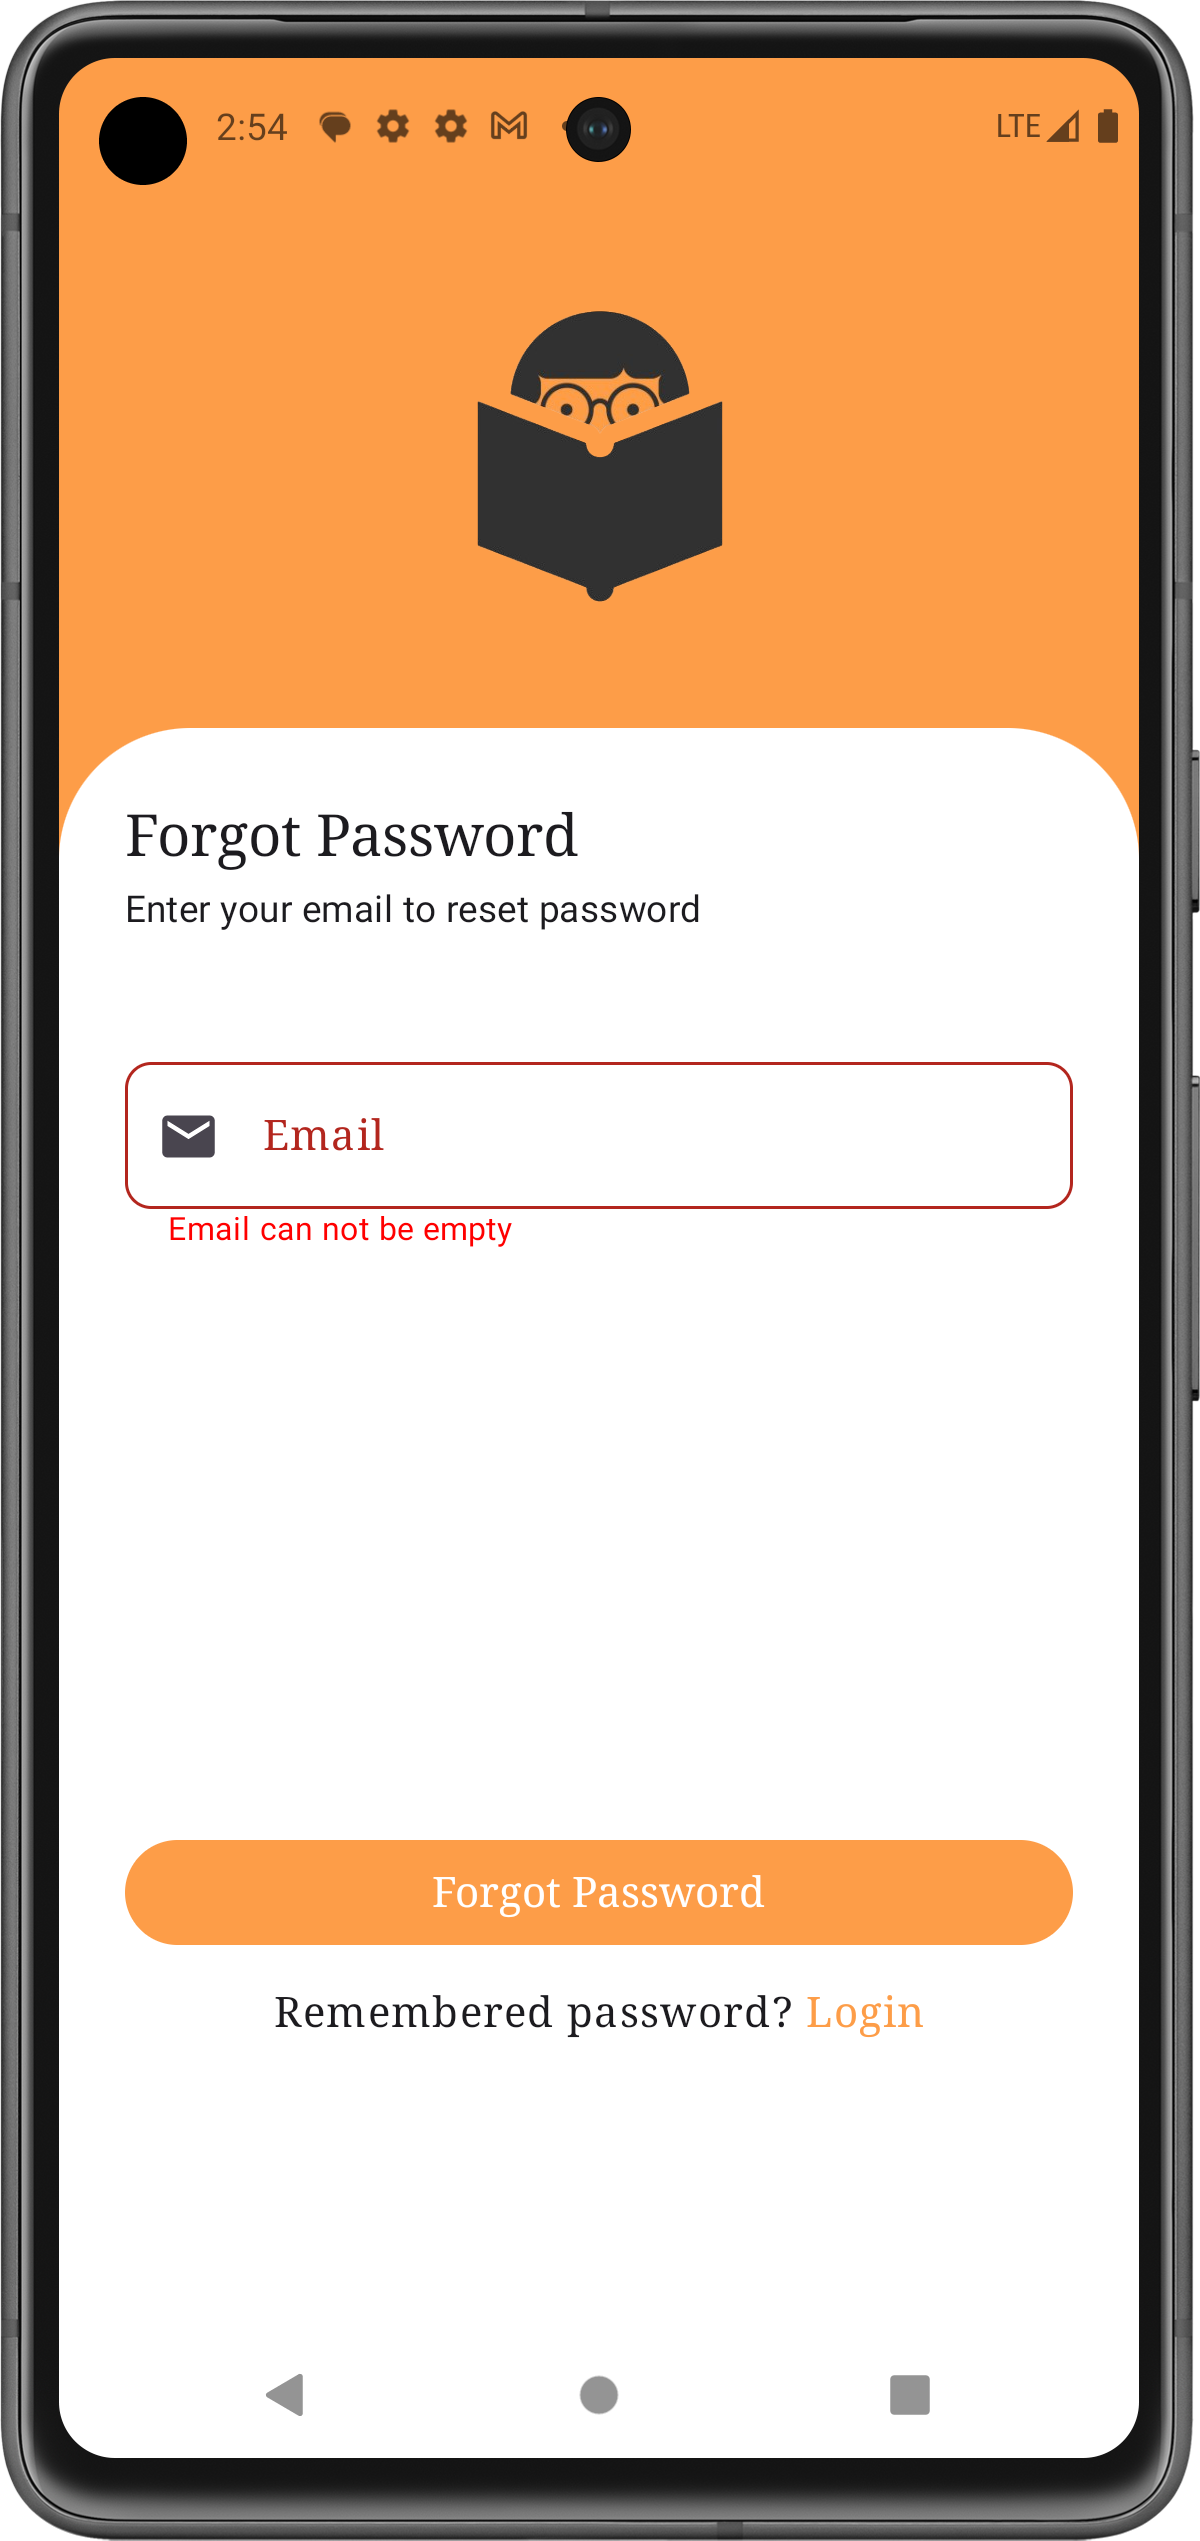 2:54 LTE
Forgot Password
Enter your email to reset password
Email
Email can not be empty
Forgot Password
Remembered password? Login